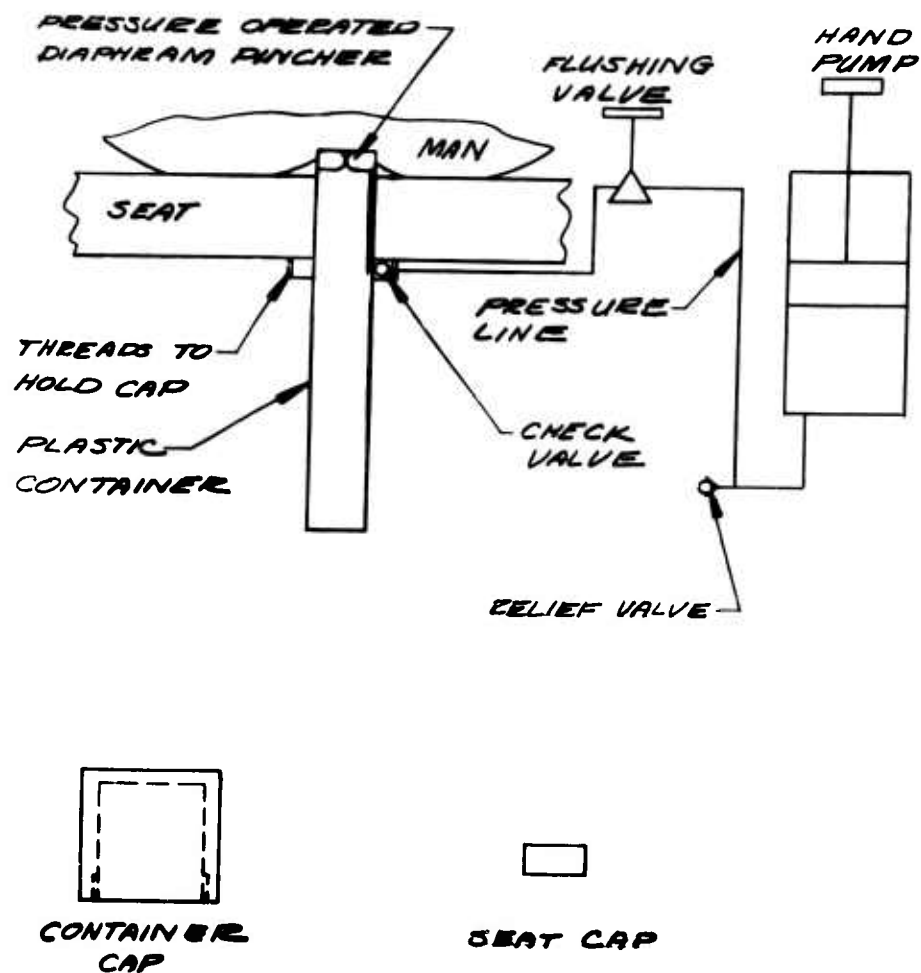 PRESSURE OPERATED
DIAPHRAM PINCHER
HAND
PUMP
FLUSHING
VALVE
MAN
SEAT
PRESSURE
LINE
THREADS TO
HOLD CAP
CHECK
VALVE
PLASTIC
CONTAINER
RELIEF VALVE
CONTAINER
CAP
SEAT CAP